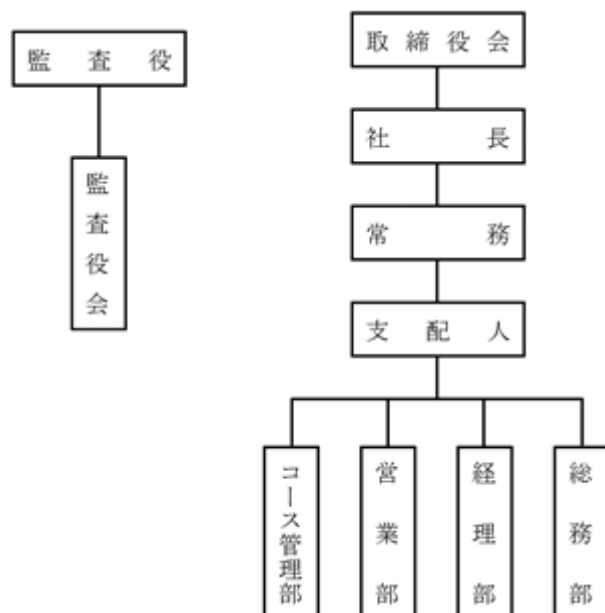 監査役
監査役会
取締役会
社長
常務
支配人
コース管理部
営業部
経理部
総務部